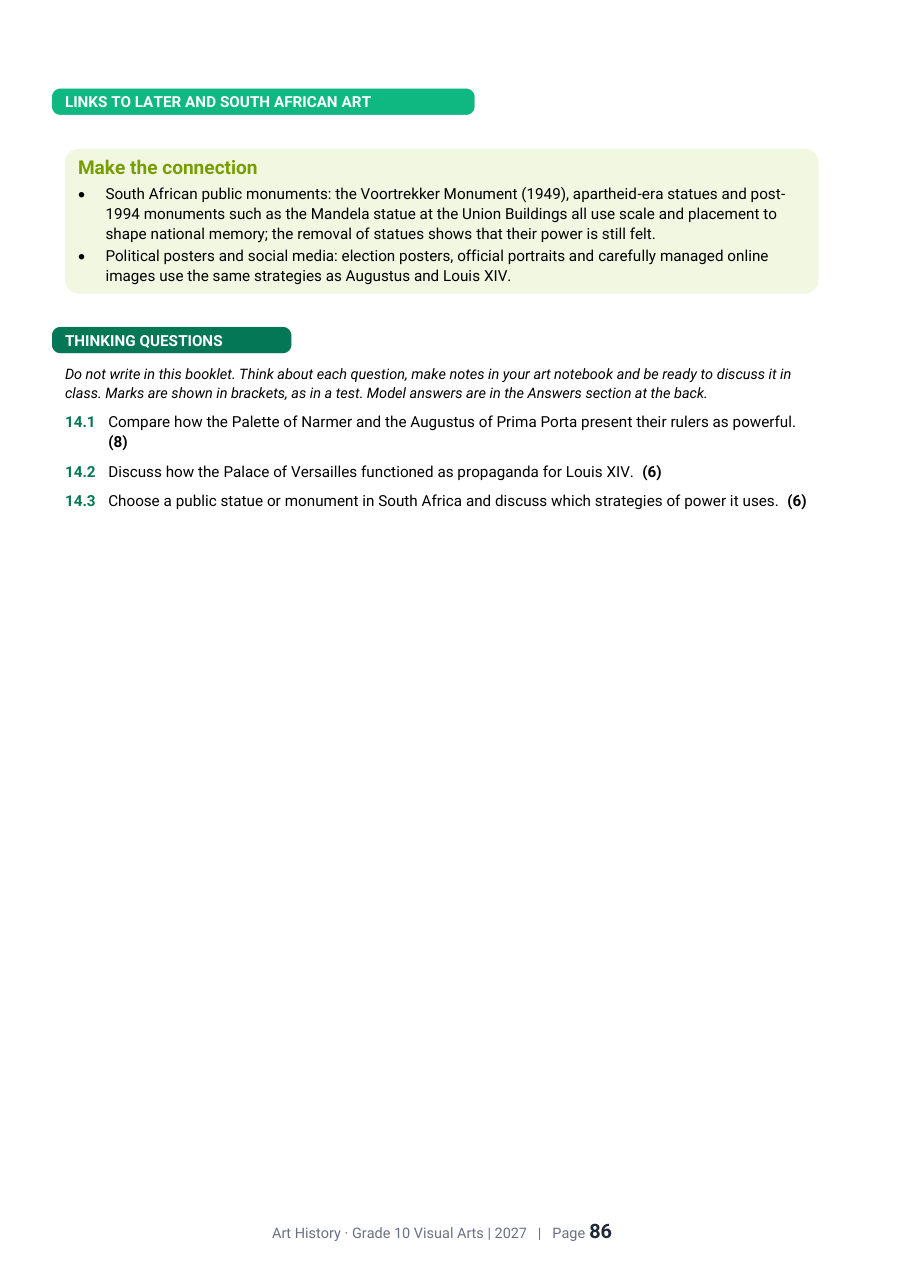 LINKS TO LATER AND SOUTH AFRICAN ART
Make the connection
• South African public monuments: the Voortrekker Monument (1949), apartheid-era statues and post-
1994 monuments such as the Mandela statue at the Union Buildings all use scale and placement to
shape national memory; the removal of statues shows that their power is still felt.
• Political posters and social media: election posters, official portraits and carefully managed online
images use the same strategies as Augustus and Louis XIV.
THINKING QUESTIONS
Do not write in this booklet. Think about each question, make notes in your art notebook and be ready to discuss it in
class. Marks are shown in brackets, as in a test. Model answers are in the Answers section at the back.
14.1 Compare how the Palette of Narmer and the Augustus of Prima Porta present their rulers as powerful.
(8)
14.2 Discuss how the Palace of Versailles functioned as propaganda for Louis XIV. (6)
14.3 Choose a public statue or monument in South Africa and discuss which strategies of power it uses. (6)
Art History · Grade 10 Visual Arts | 2027 | Page 86